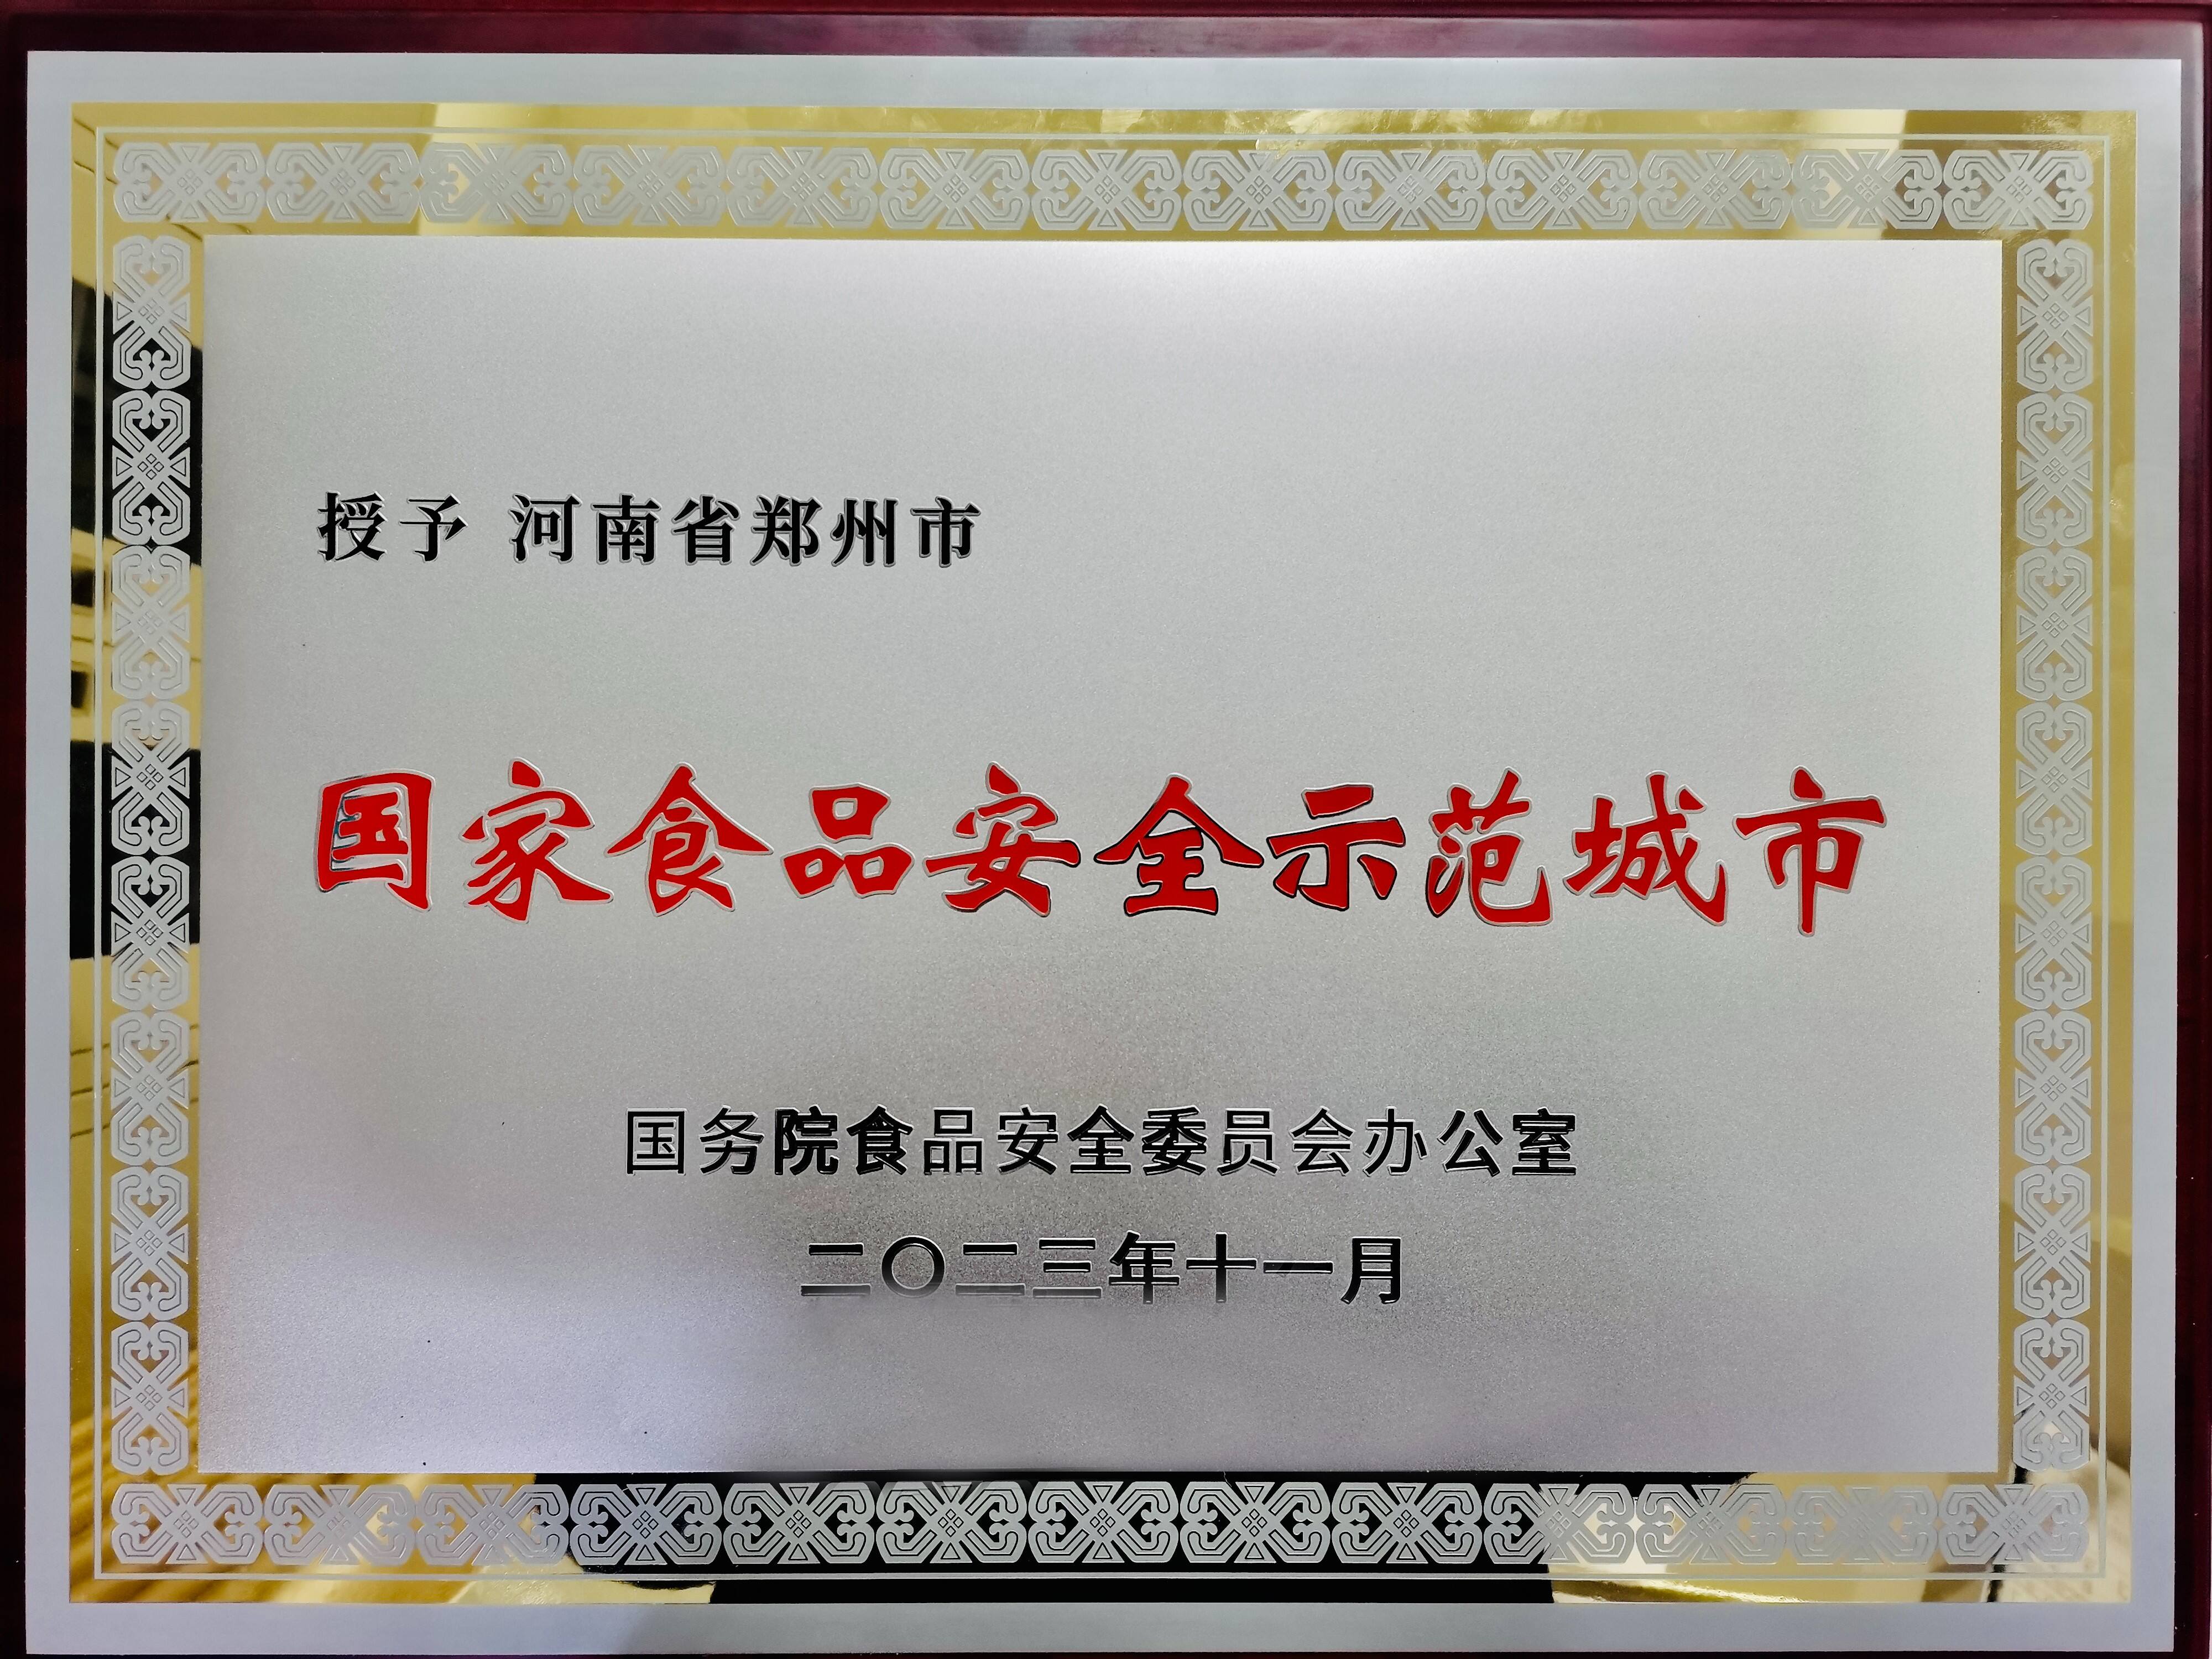 授予 河南省郑州市
国家食品安全示范城市
国务院食品安全委员会办公室
二〇二三年十一月